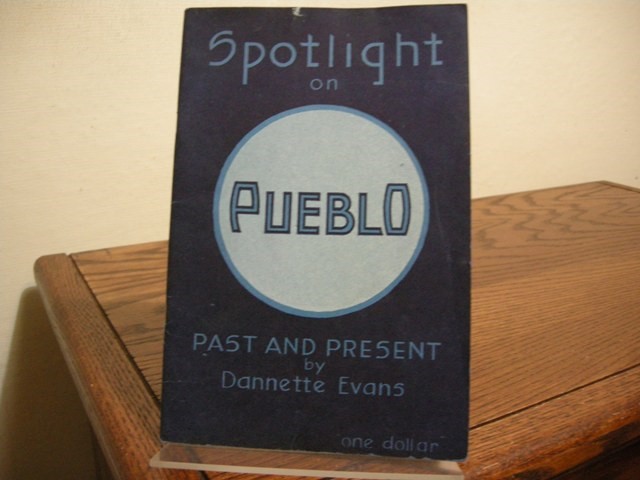 Spotlight
on
PUEBLO
PAST AND PRESENT
by
Dannette Evans
one dollar